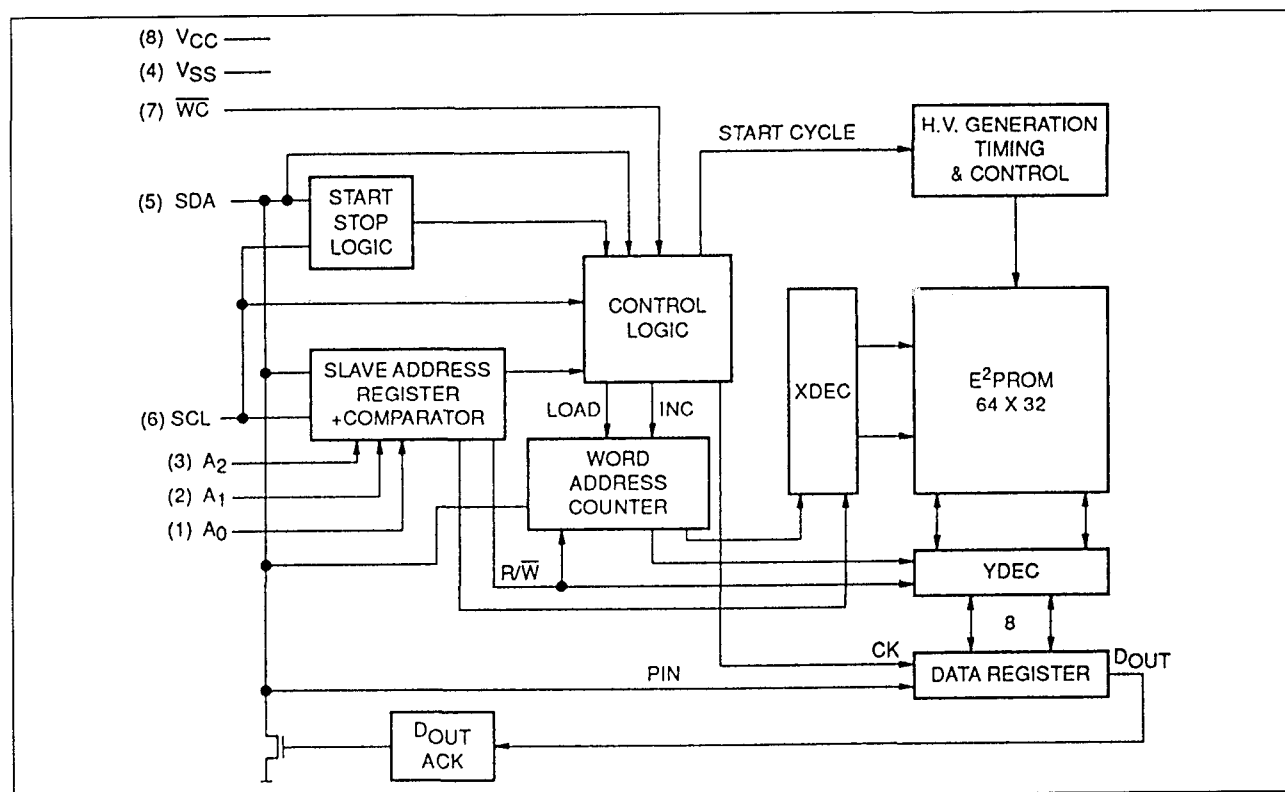 (8) VCC
(4) VSS
(7) W̅C̅
(5) SDA
START
STOP
LOGIC
START CYCLE
H.V. GENERATION
TIMING
& CONTROL
CONTROL
LOGIC
SLAVE ADDRESS
REGISTER
+COMPARATOR
(6) SCL
(3) A2
(2) A1
(1) A0
LOAD
INC
WORD
ADDRESS
COUNTER
XDEC
E²PROM
64 X 32
R/W̅
YDEC
8
CK
PIN
DATA REGISTER
DOUT
DOUT
ACK